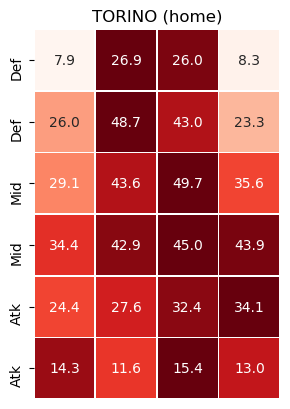 TORINO (home)
Def 7.9 26.9 26.0 8.3
Def 26.0 48.7 43.0 23.3
Mid 29.1 43.6 49.7 35.6
Mid 34.4 42.9 45.0 43.9
Atk 24.4 27.6 32.4 34.1
Atk 14.3 11.6 15.4 13.0